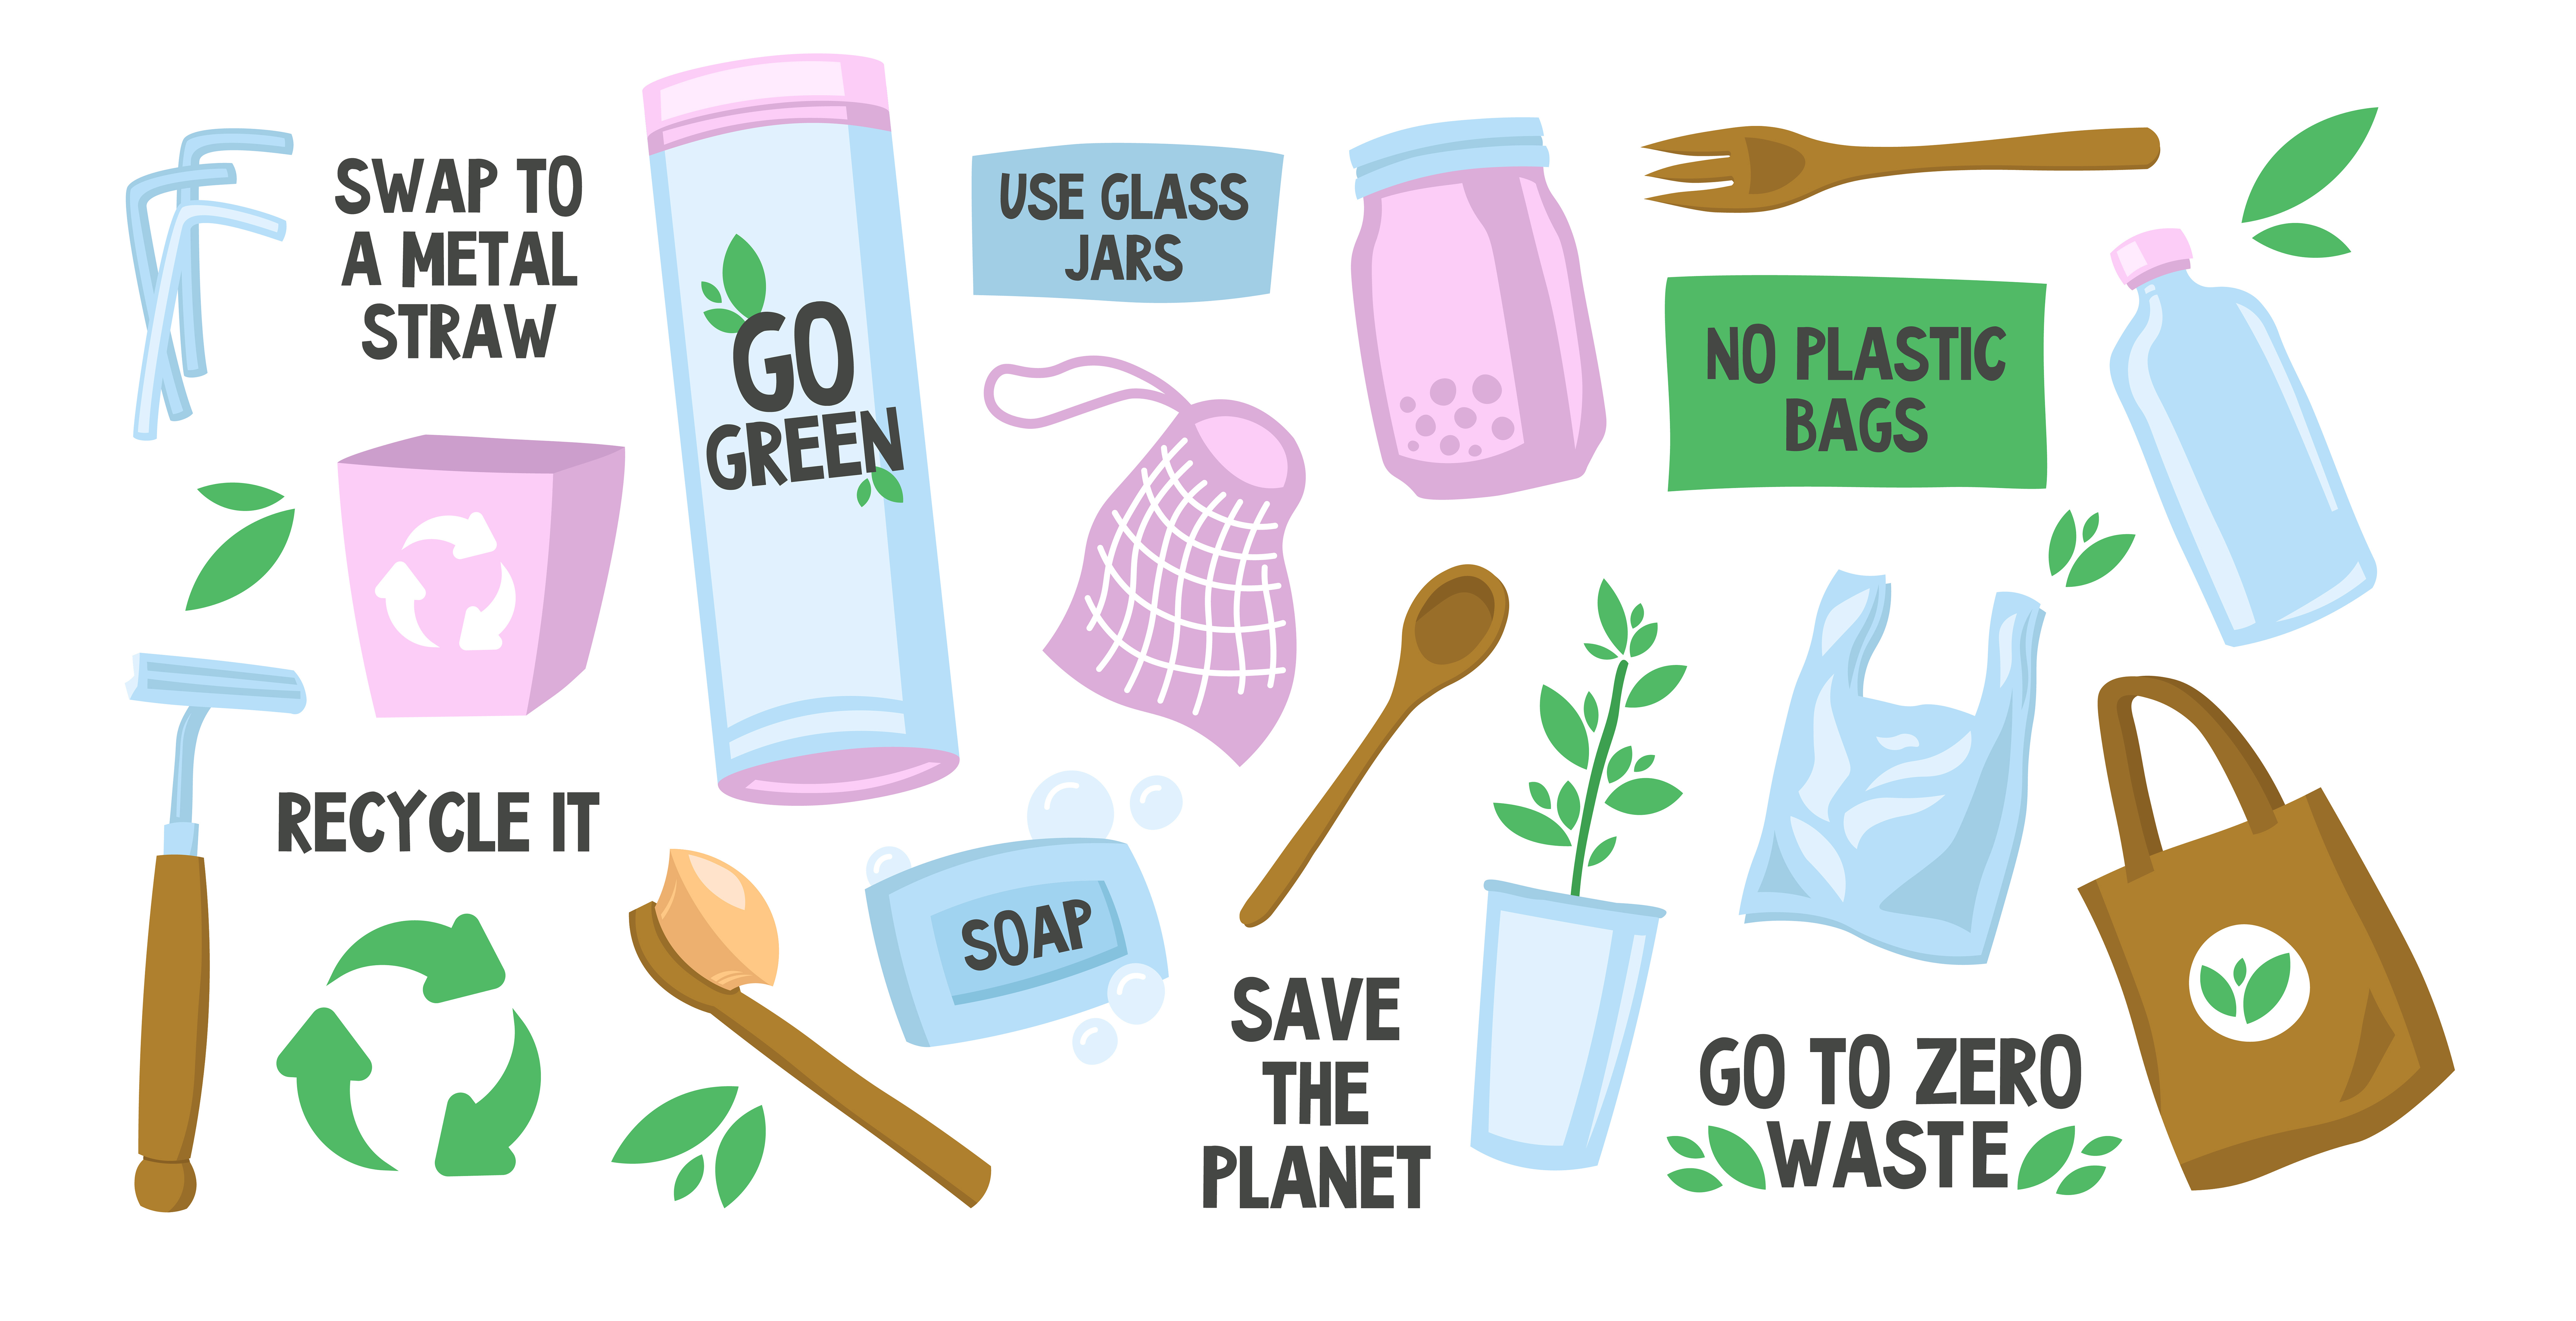 SWAP TO
A METAL
STRAW
GO
GREEN
USE GLASS
JARS
NO PLASTIC
BAGS
RECYCLE IT
SOAP
SAVE
THE
PLANET
GO TO ZERO
WASTE